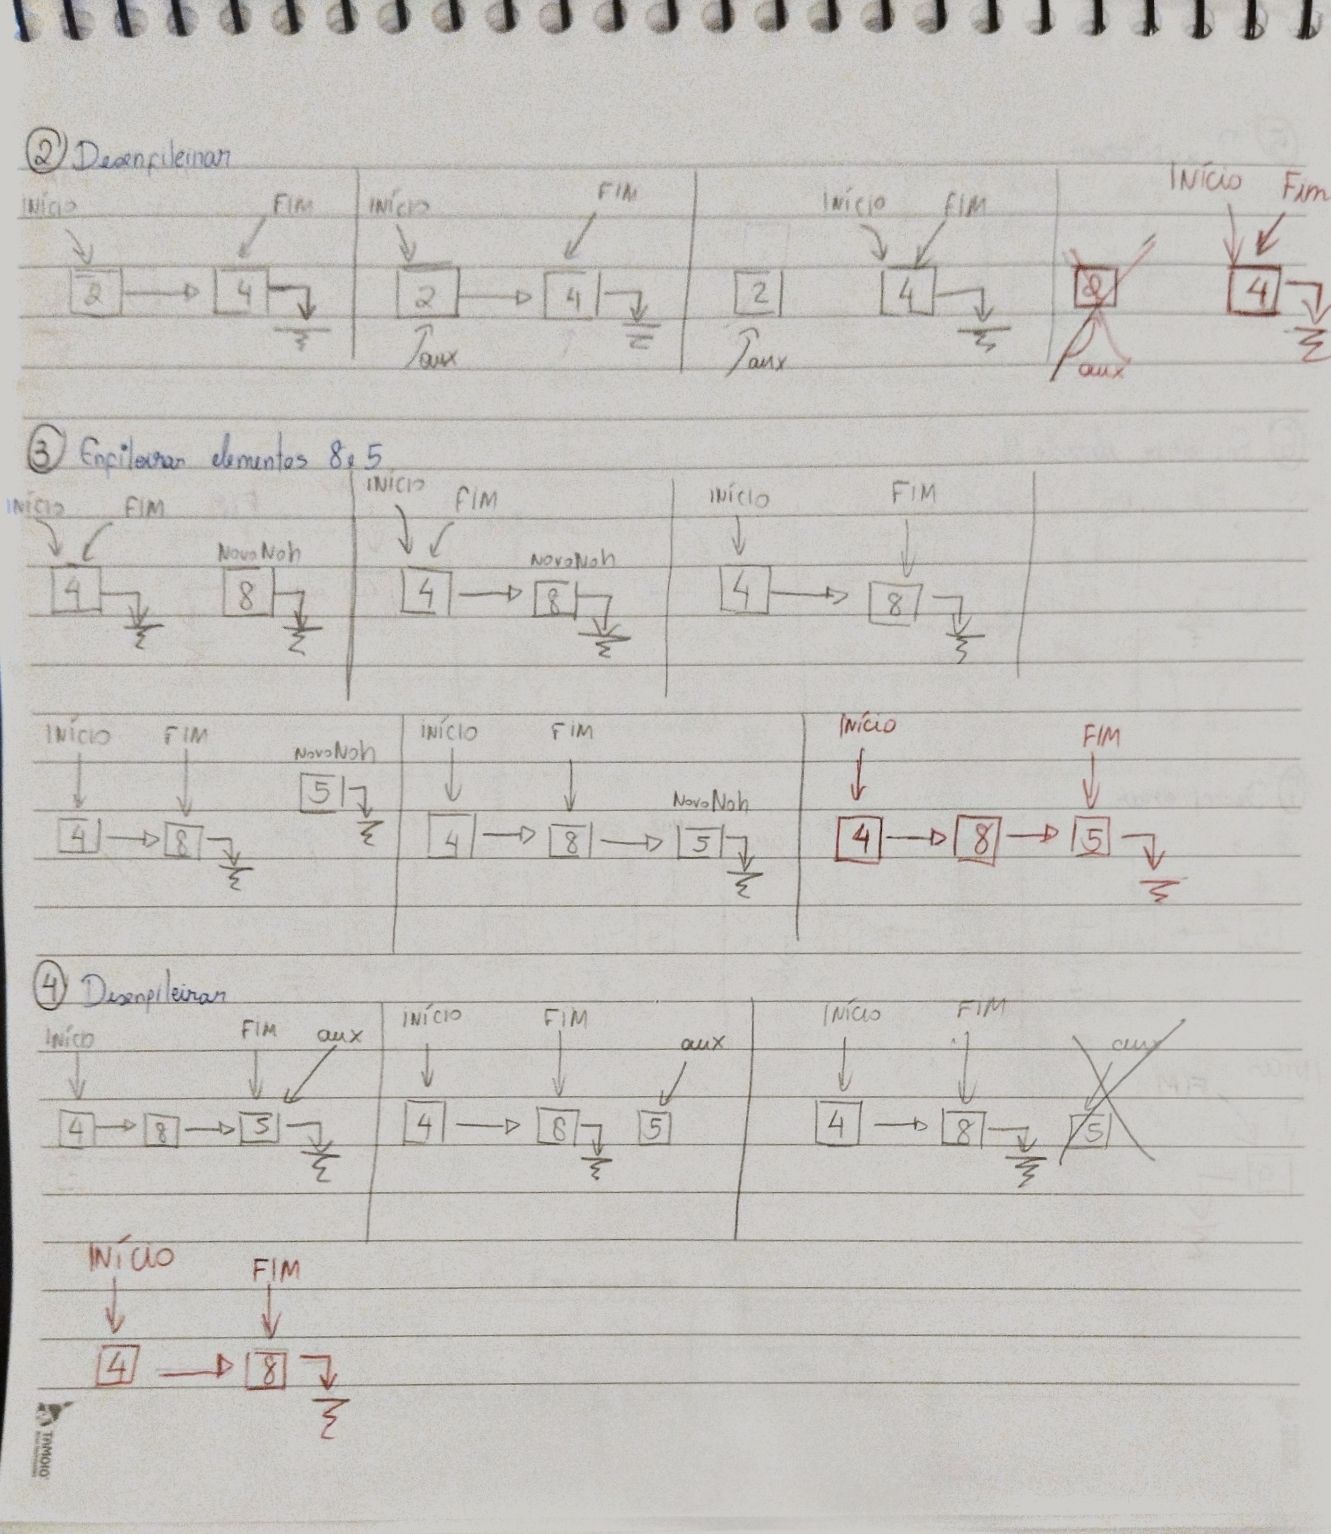 2 Desenfileirar
INÍCIO FIM INÍCIO FIM INÍCIO FIM INÍCIO Fim
2 4 2 4 2 4 2 4
aux aux aux
3 Enfileirar elementos 8 e 5
INÍCIO FIM INÍCIO FIM INÍCIO FIM
NovoNoh NovoNoh
4 8 4 8 4 8
INÍCIO FIM INÍCIO FIM INÍCIO FIM
NovoNoh NovoNoh
4 8 5 4 8 5 4 8 5
4 Desenfileirar
INÍCIO FIM aux INÍCIO FIM aux INÍCIO FIM aux
4 8 5 4 8 5 4 8 5
INÍCIO FIM
4 8
TAMOIO